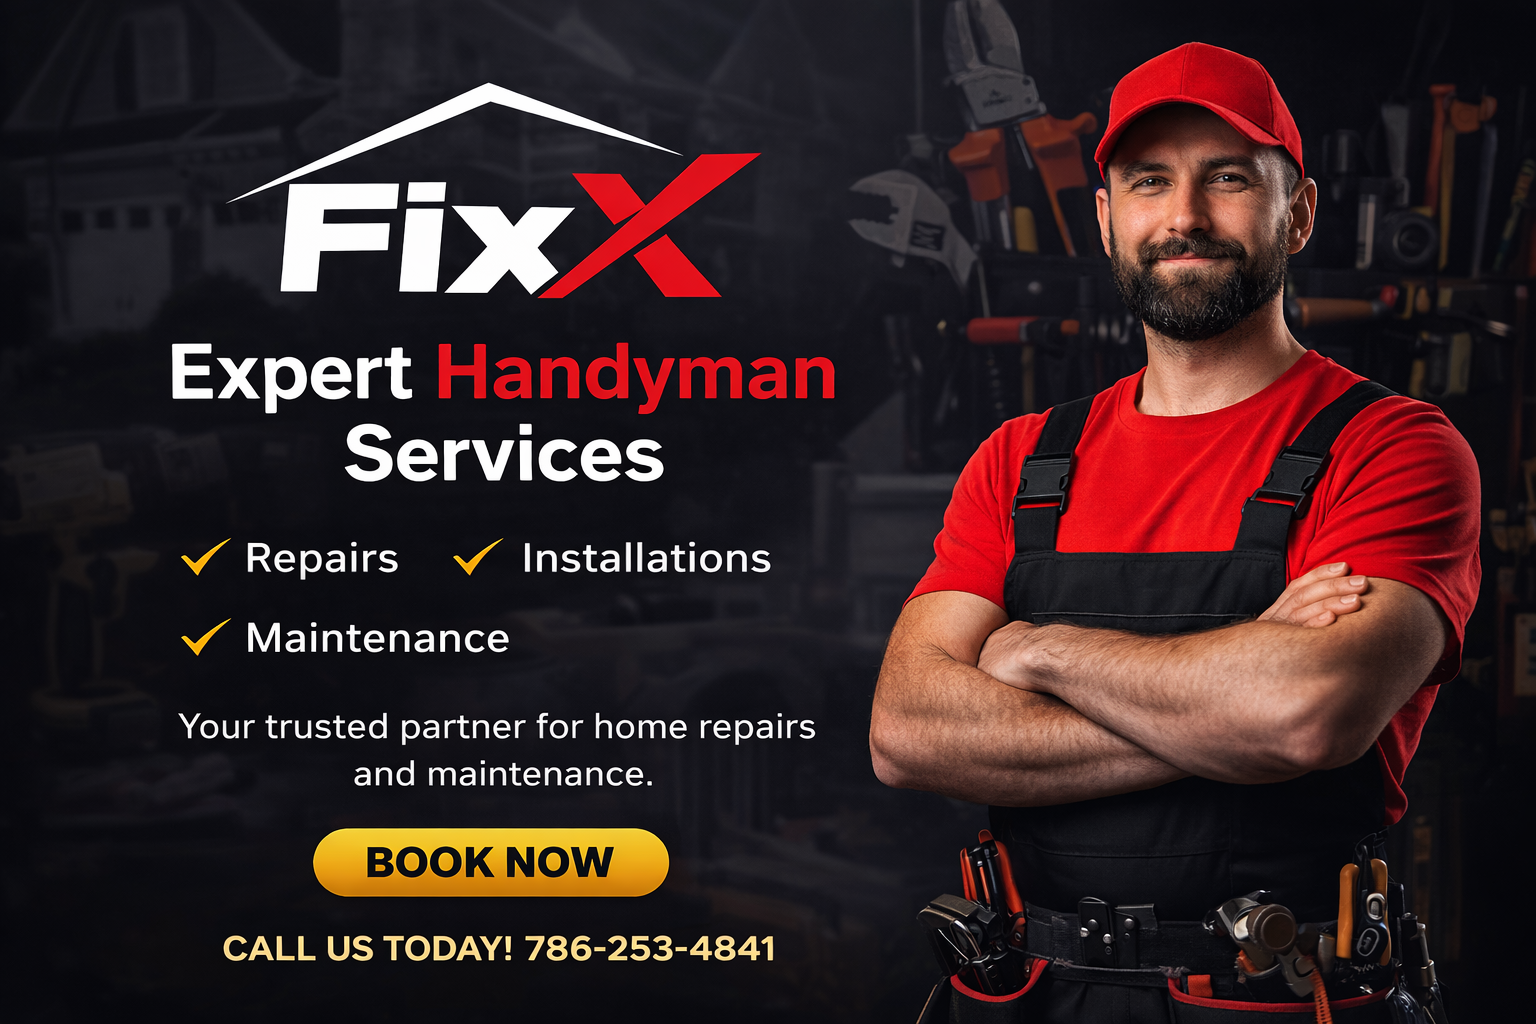 FixX
Expert Handyman
Services
Repairs Installations
Maintenance
Your trusted partner for home repairs
and maintenance.
BOOK NOW
CALL US TODAY! 786-253-4841